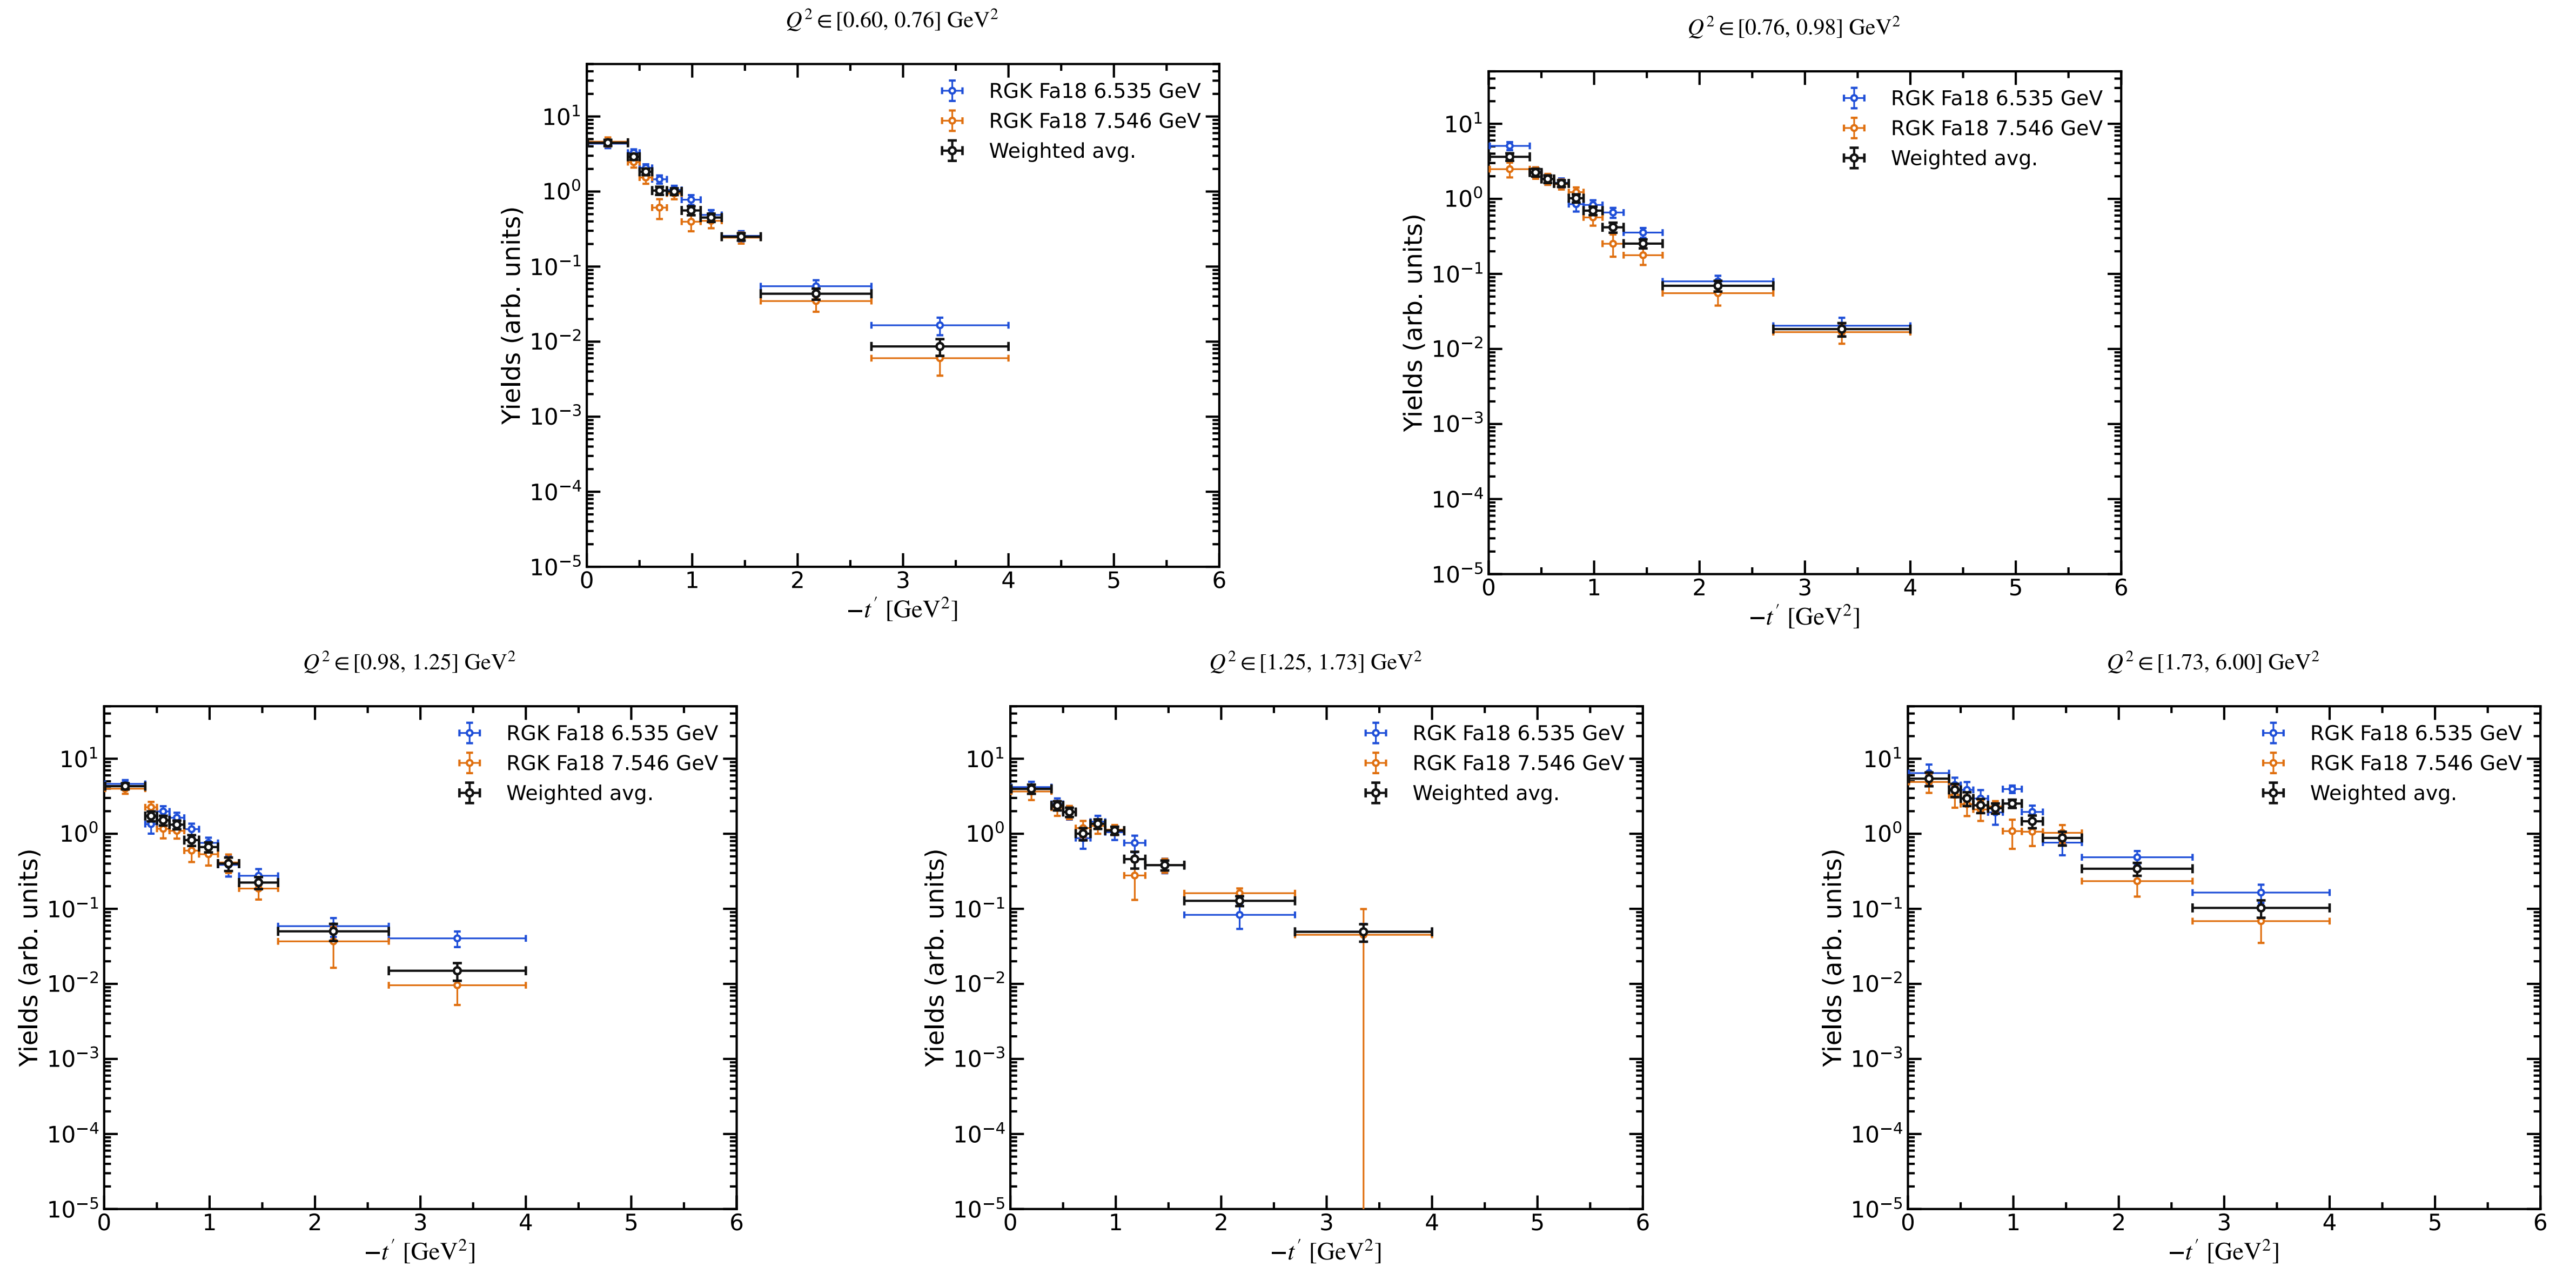 Q² ∈ [0.60, 0.76] GeV²
RGK Fa18 6.535 GeV
RGK Fa18 7.546 GeV
Weighted avg.
Yields (arb. units)
10¹
10⁰
10⁻¹
10⁻²
10⁻³
10⁻⁴
10⁻⁵
0 1 2 3 4 5 6
−t′ [GeV²]
Q² ∈ [0.76, 0.98] GeV²
RGK Fa18 6.535 GeV
RGK Fa18 7.546 GeV
Weighted avg.
Yields (arb. units)
10¹
10⁰
10⁻¹
10⁻²
10⁻³
10⁻⁴
10⁻⁵
0 1 2 3 4 5 6
−t′ [GeV²]
Q² ∈ [0.98, 1.25] GeV²
RGK Fa18 6.535 GeV
RGK Fa18 7.546 GeV
Weighted avg.
Yields (arb. units)
10¹
10⁰
10⁻¹
10⁻²
10⁻³
10⁻⁴
10⁻⁵
0 1 2 3 4 5 6
−t′ [GeV²]
Q² ∈ [1.25, 1.73] GeV²
RGK Fa18 6.535 GeV
RGK Fa18 7.546 GeV
Weighted avg.
Yields (arb. units)
10¹
10⁰
10⁻¹
10⁻²
10⁻³
10⁻⁴
10⁻⁵
0 1 2 3 4 5 6
−t′ [GeV²]
Q² ∈ [1.73, 6.00] GeV²
RGK Fa18 6.535 GeV
RGK Fa18 7.546 GeV
Weighted avg.
Yields (arb. units)
10¹
10⁰
10⁻¹
10⁻²
10⁻³
10⁻⁴
10⁻⁵
0 1 2 3 4 5 6
−t′ [GeV²]